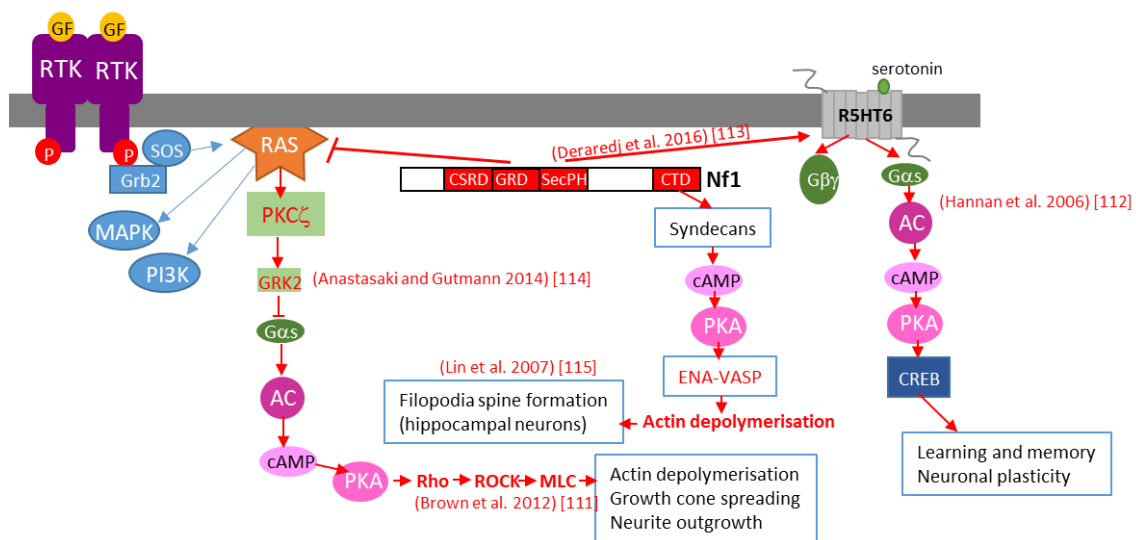 GF
GF
RTK
RTK
P
P
SOS
Grb2
RAS
MAPK
PI3K
PKCζ
GRK2
(Anastasaki and Gutmann 2014) [114]
Gαs
AC
cAMP
PKA
Rho
ROCK
MLC
(Brown et al. 2012) [111]
Actin depolymerisation
Growth cone spreading
Neurite outgrowth
(Deraredj et al. 2016) [113]
CSRD
GRD
SecPH
CTD
Nf1
Syndecans
cAMP
PKA
ENA-VASP
Actin depolymerisation
(Lin et al. 2007) [115]
Filopodia spine formation
(hippocampal neurons)
serotonin
R5HT6
Gβγ
Gαs
(Hannan et al. 2006) [112]
AC
cAMP
PKA
CREB
Learning and memory
Neuronal plasticity